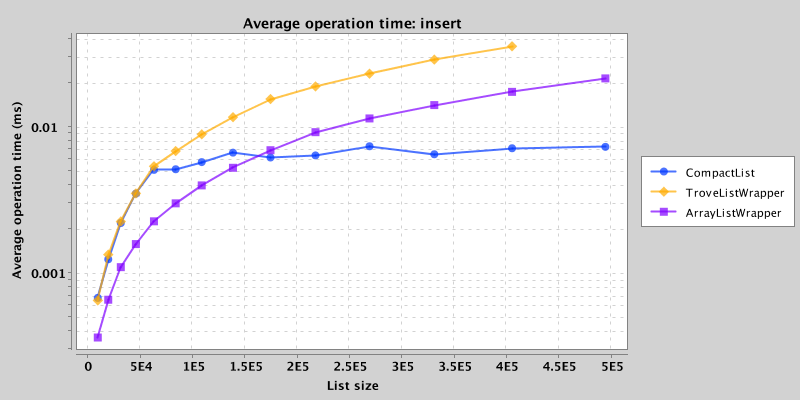 Average operation time: insert
Average operation time (ms)
0.01
0.001
0 5E4 1E5 1.5E5 2E5 2.5E5 3E5 3.5E5 4E5 4.5E5 5E5
List size
CompactList
TroveListWrapper
ArrayListWrapper